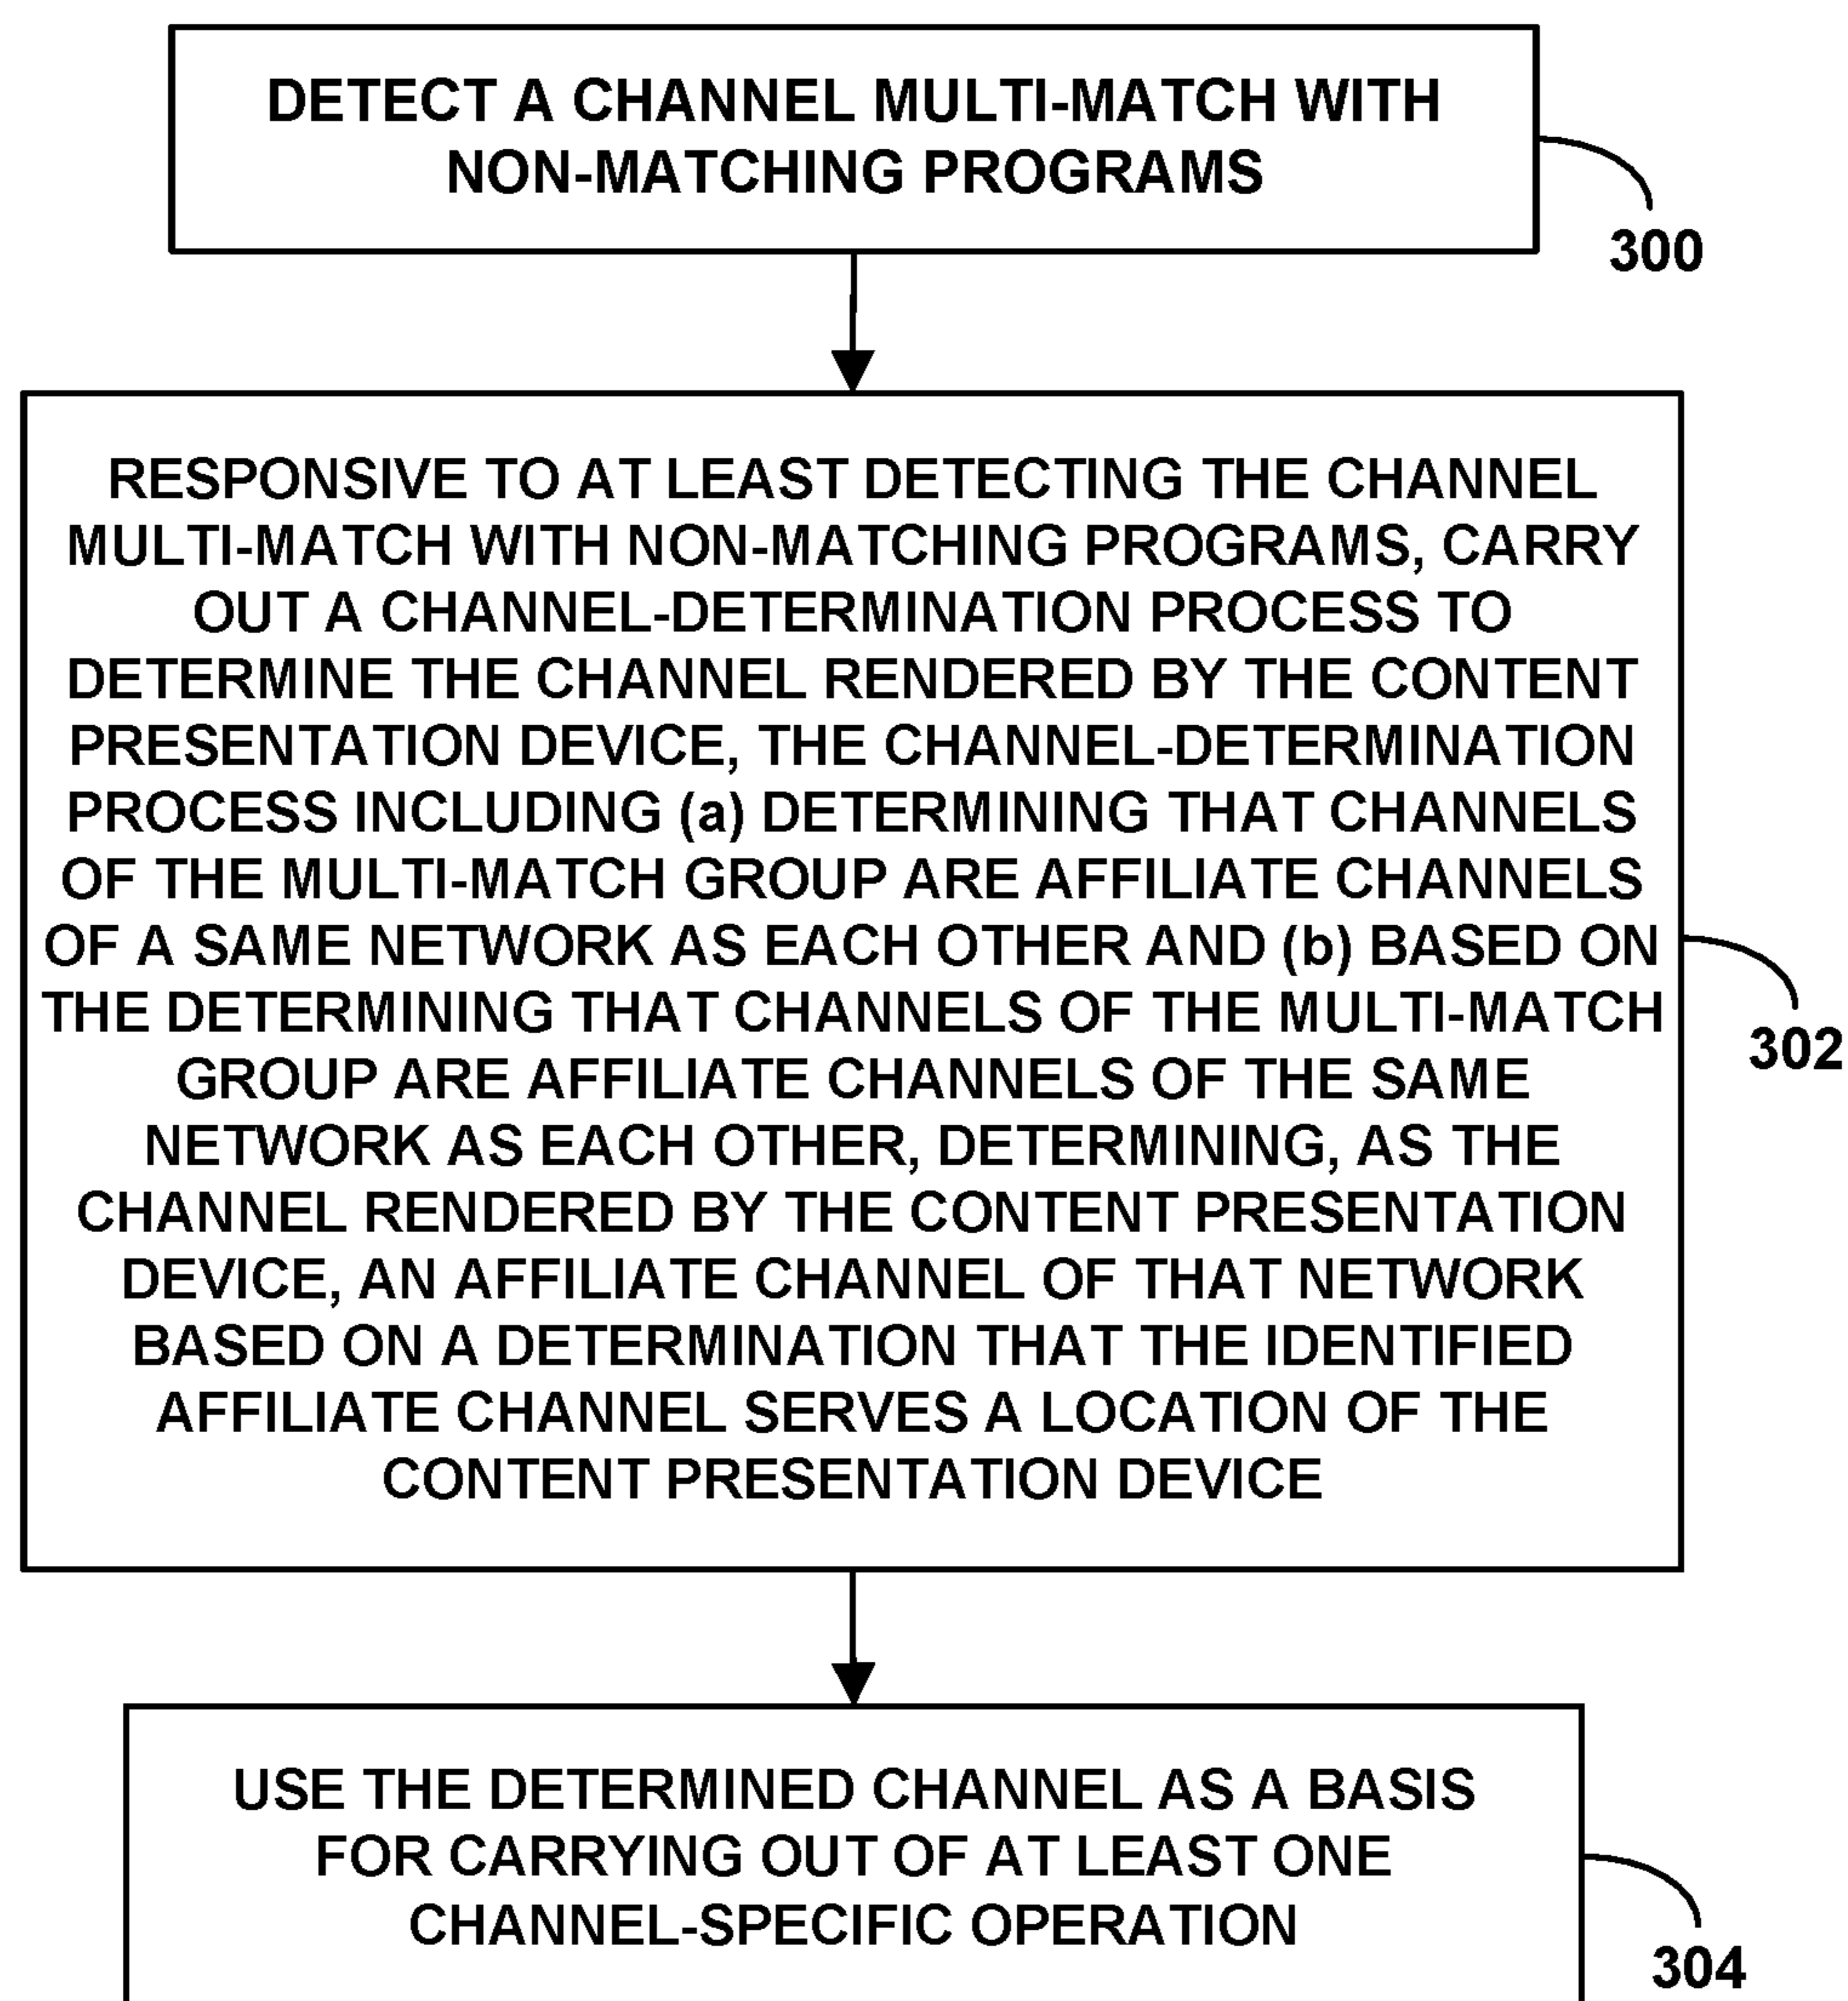 DETECT A CHANNEL MULTI-MATCH WITH
NON-MATCHING PROGRAMS
300
RESPONSIVE TO AT LEAST DETECTING THE CHANNEL
MULTI-MATCH WITH NON-MATCHING PROGRAMS, CARRY
OUT A CHANNEL-DETERMINATION PROCESS TO
DETERMINE THE CHANNEL RENDERED BY THE CONTENT
PRESENTATION DEVICE, THE CHANNEL-DETERMINATION
PROCESS INCLUDING (a) DETERMINING THAT CHANNELS
OF THE MULTI-MATCH GROUP ARE AFFILIATE CHANNELS
OF A SAME NETWORK AS EACH OTHER AND (b) BASED ON
THE DETERMINING THAT CHANNELS OF THE MULTI-MATCH
GROUP ARE AFFILIATE CHANNELS OF THE SAME
NETWORK AS EACH OTHER, DETERMINING, AS THE
CHANNEL RENDERED BY THE CONTENT PRESENTATION
DEVICE, AN AFFILIATE CHANNEL OF THAT NETWORK
BASED ON A DETERMINATION THAT THE IDENTIFIED
AFFILIATE CHANNEL SERVES A LOCATION OF THE
CONTENT PRESENTATION DEVICE
302
USE THE DETERMINED CHANNEL AS A BASIS
FOR CARRYING OUT OF AT LEAST ONE
CHANNEL-SPECIFIC OPERATION
304